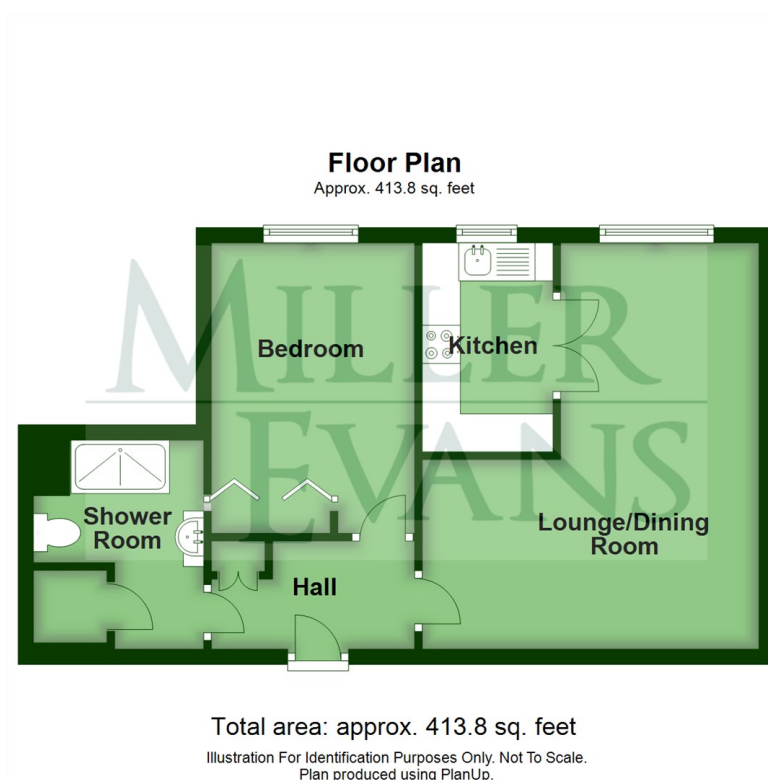 Floor Plan
Approx. 413.8 sq. feet
MILLER
EVANS
Bedroom
Kitchen
Shower
Room
Lounge/Dining
Room
Hall
Total area: approx. 413.8 sq. feet
Illustration For Identification Purposes Only. Not To Scale.
Plan produced using PlanUp.